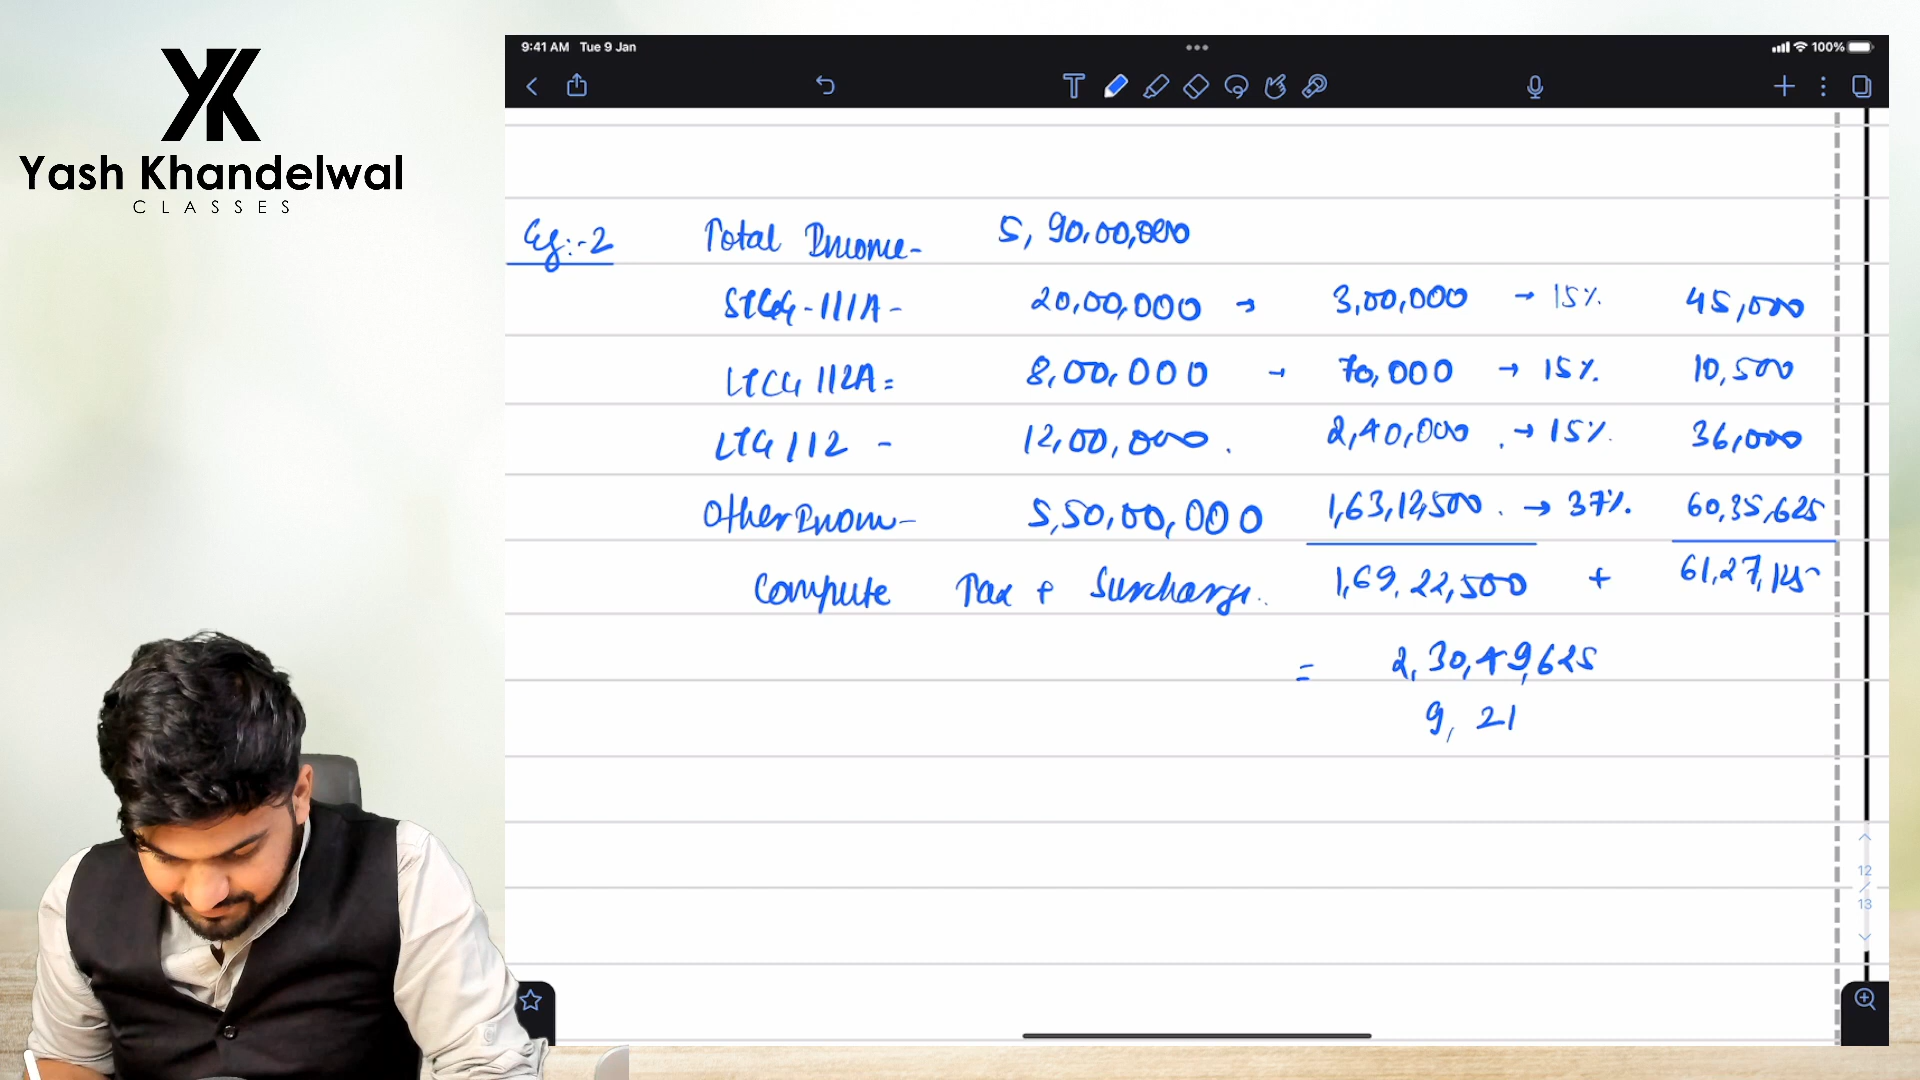 YK
Yash Khandelwal
CLASSES
9:41 AM Tue 9 Jan
100%
Eg:-2 Total Income- 5,90,00,000
STCG-111A- 20,00,000 → 3,00,000 → 15% 45,000
LTCG 112A= 8,00,000 → 70,000 → 15% 10,500
LTCG 112 - 12,00,000. 2,40,000 . → 15%. 36,000
Other Income- 5,50,00,000 1,63,12,500 . → 37%. 60,35,625
Compute Tax + Surcharge.. 1,69,22,500 + 61,27,125
= 2,30,49,625
9,21
12
/
13